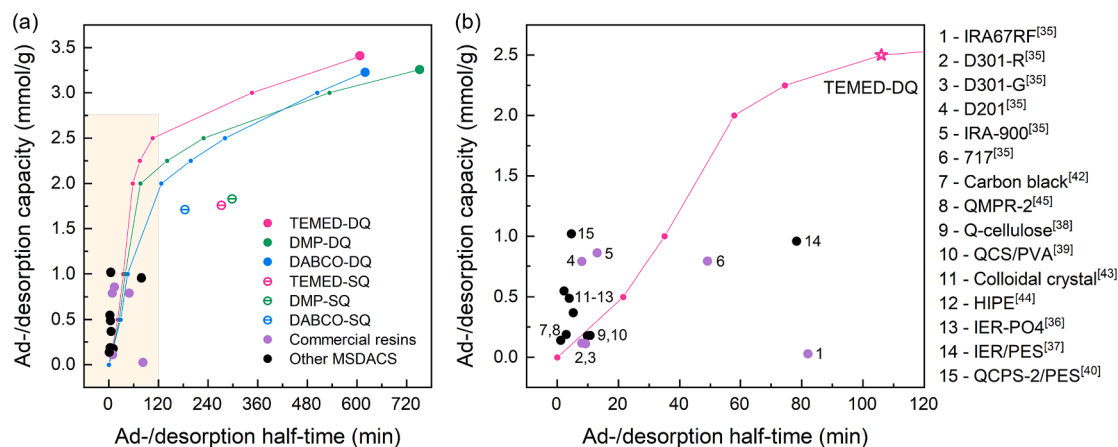 (a)
Ad-/desorption capacity (mmol/g)
3.5
3.0
2.5
2.0
1.5
1.0
0.5
0.0
0 120 240 360 480 600 720
Ad-/desorption half-time (min)
TEMED-DQ
DMP-DQ
DABCO-DQ
TEMED-SQ
DMP-SQ
DABCO-SQ
Commercial resins
Other MSDACS
(b)
Ad-/desorption capacity (mmol/g)
2.5
2.0
1.5
1.0
0.5
0.0
0 20 40 60 80 100 120
Ad-/desorption half-time (min)
TEMED-DQ
15
5
4
6
14
11-13
7,8
9,10
2,3
1
1 - IRA67RF[35]
2 - D301-R[35]
3 - D301-G[35]
4 - D201[35]
5 - IRA-900[35]
6 - 717[35]
7 - Carbon black[42]
8 - QMPR-2[45]
9 - Q-cellulose[38]
10 - QCS/PVA[39]
11 - Colloidal crystal[43]
12 - HIPE[44]
13 - IER-PO4[36]
14 - IER/PES[37]
15 - QCPS-2/PES[40]